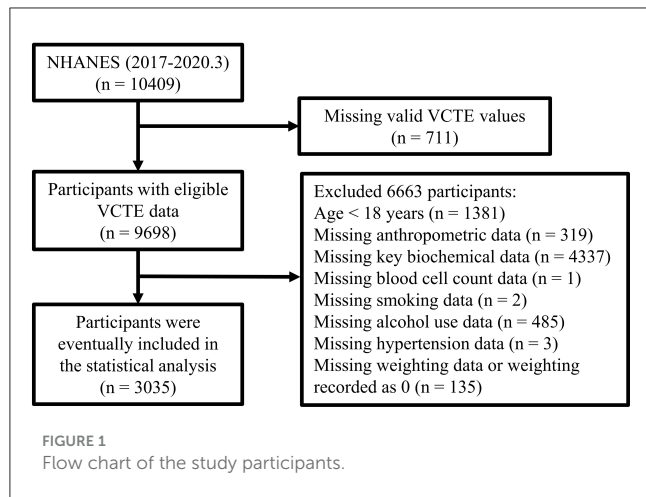 NHANES (2017-2020.3)
(n = 10409)
Missing valid VCTE values
(n = 711)
Participants with eligible
VCTE data
(n = 9698)
Excluded 6663 participants:
Age < 18 years (n = 1381)
Missing anthropometric data (n = 319)
Missing key biochemical data (n = 4337)
Missing blood cell count data (n = 1)
Missing smoking data (n = 2)
Missing alcohol use data (n = 485)
Missing hypertension data (n = 3)
Missing weighting data or weighting
recorded as 0 (n = 135)
Participants were
eventually included in
the statistical analysis
(n = 3035)
FIGURE 1
Flow chart of the study participants.